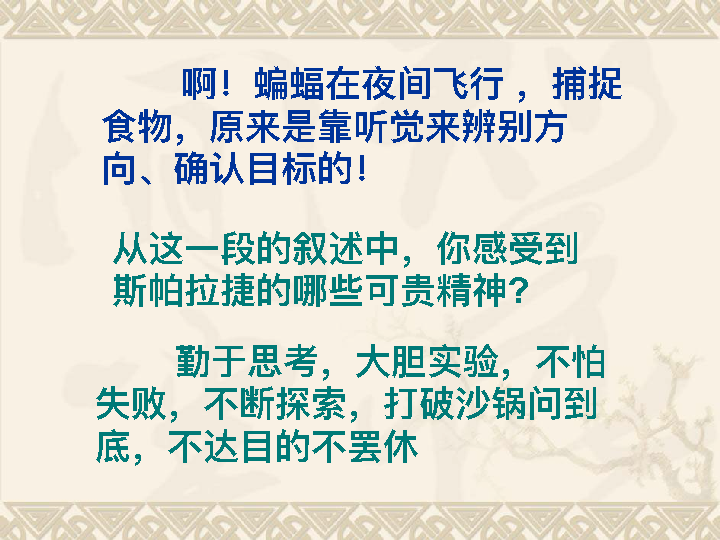 啊！蝙蝠在夜间飞行 ，捕捉
食物，原来是靠听觉来辨别方
向、确认目标的！
从这一段的叙述中，你感受到
斯帕拉捷的哪些可贵精神？
勤于思考，大胆实验，不怕
失败，不断探索，打破沙锅问到
底，不达目的不罢休